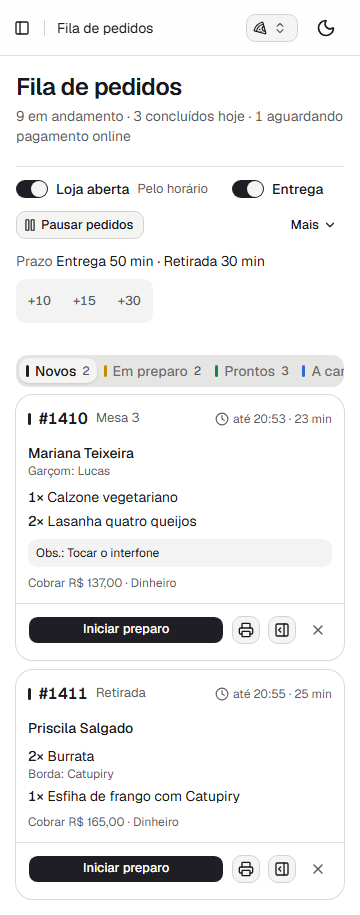 Fila de pedidos
Fila de pedidos
9 em andamento · 3 concluídos hoje · 1 aguardando
pagamento online
Loja aberta Pelo horário Entrega
Pausar pedidos Mais
Prazo Entrega 50 min · Retirada 30 min
+10 +15 +30
Novos 2 Em preparo 2 Prontos 3 A car
#1410 Mesa 3 até 20:53 · 23 min
Mariana Teixeira
Garçom: Lucas
1× Calzone vegetariano
2× Lasanha quatro queijos
Obs.: Tocar o interfone
Cobrar R$ 137,00 · Dinheiro
Iniciar preparo
#1411 Retirada até 20:55 · 25 min
Priscila Salgado
2× Burrata
Borda: Catupiry
1× Esfiha de frango com Catupiry
Cobrar R$ 165,00 · Dinheiro
Iniciar preparo